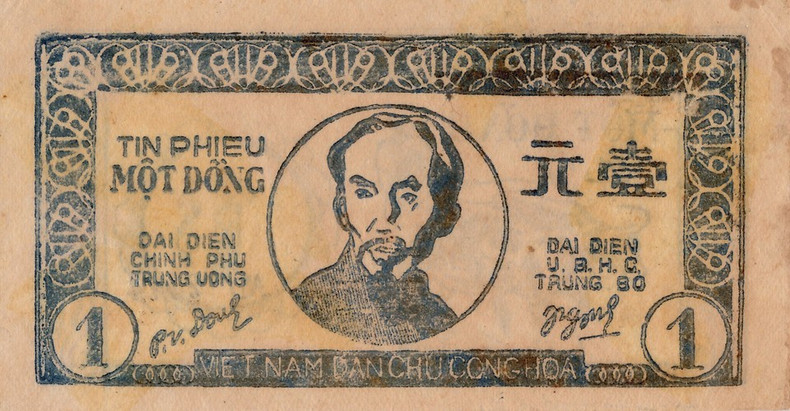 TIN PHIEU
MỘT ĐỒNG
元壹
DAI DIEN
CHINH PHU
TRUNG UONG
DAI DIEN
U. B. H. C.
TRUNG BO
1
1
VIET NAM DAN CHU CONG HOA